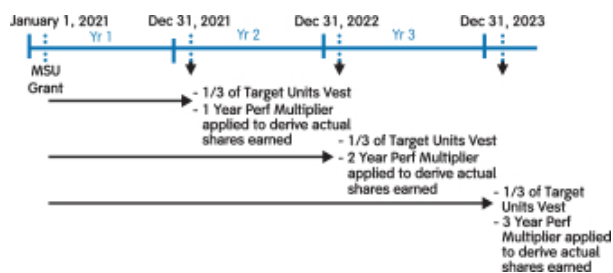 January 1, 2021 Dec 31, 2021 Dec 31, 2022 Dec 31, 2023
Yr 1 Yr 2 Yr 3
MSU
Grant
- 1/3 of Target Units Vest
- 1 Year Perf Multiplier
applied to derive actual
shares earned
- 1/3 of Target Units Vest
- 2 Year Perf Multiplier
applied to derive actual
shares earned
- 1/3 of Target
Units Vest
- 3 Year Perf
Multiplier applied
to derive actual
shares earned